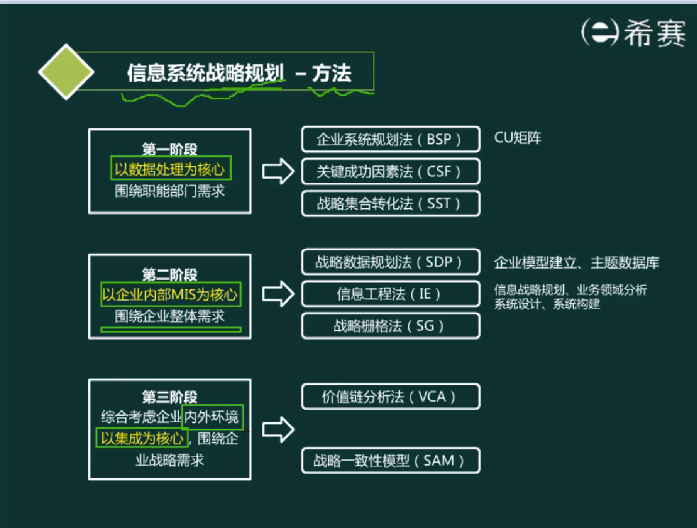 希赛
信息系统战略规划 – 方法
第一阶段
以数据处理为核心
围绕职能部门需求
企业系统规划法（BSP）
CU矩阵
关键成功因素法（CSF）
战略集合转化法（SST）
第二阶段
以企业内部MIS为核心
围绕企业整体需求
战略数据规划法（SDP）
企业模型建立、主题数据库
信息工程法（IE）
信息战略规划、业务领域分析
系统设计、系统构建
战略栅格法（SG）
第三阶段
综合考虑企业内外环境
以集成为核心，围绕企
业战略需求
价值链分析法（VCA）
战略一致性模型（SAM）